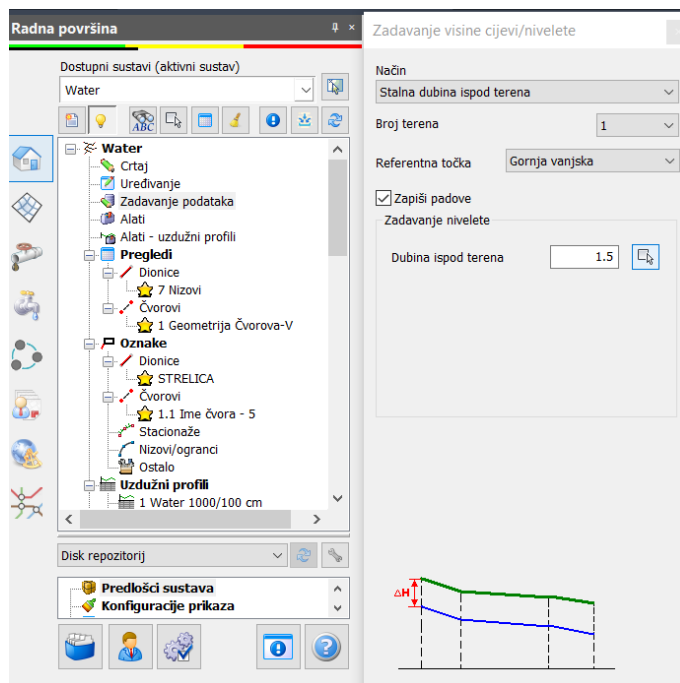 Radna površina
Dostupni sustavi (aktivni sustav)
Water
ABC
Water
Crtaj
Uređivanje
Zadavanje podataka
Alati
Alati - uzdužni profili
Pregledi
Dionice
7 Nizovi
Čvorovi
1 Geometrija Čvorova-V
Oznake
Dionice
STRELICA
Čvorovi
1.1 Ime čvora - 5
Stacionaže
Nizovi/ogranci
Ostalo
Uzdužni profili
1 Water 1000/100 cm
Disk repozitorij
Predlošci sustava
Konfiguracije prikaza
Zadavanje visine cijevi/nivelete
Način
Stalna dubina ispod terena
Broj terena 1
Referentna točka Gornja vanjska
Zapiši padove
Zadavanje nivelete
Dubina ispod terena 1.5
ΔH